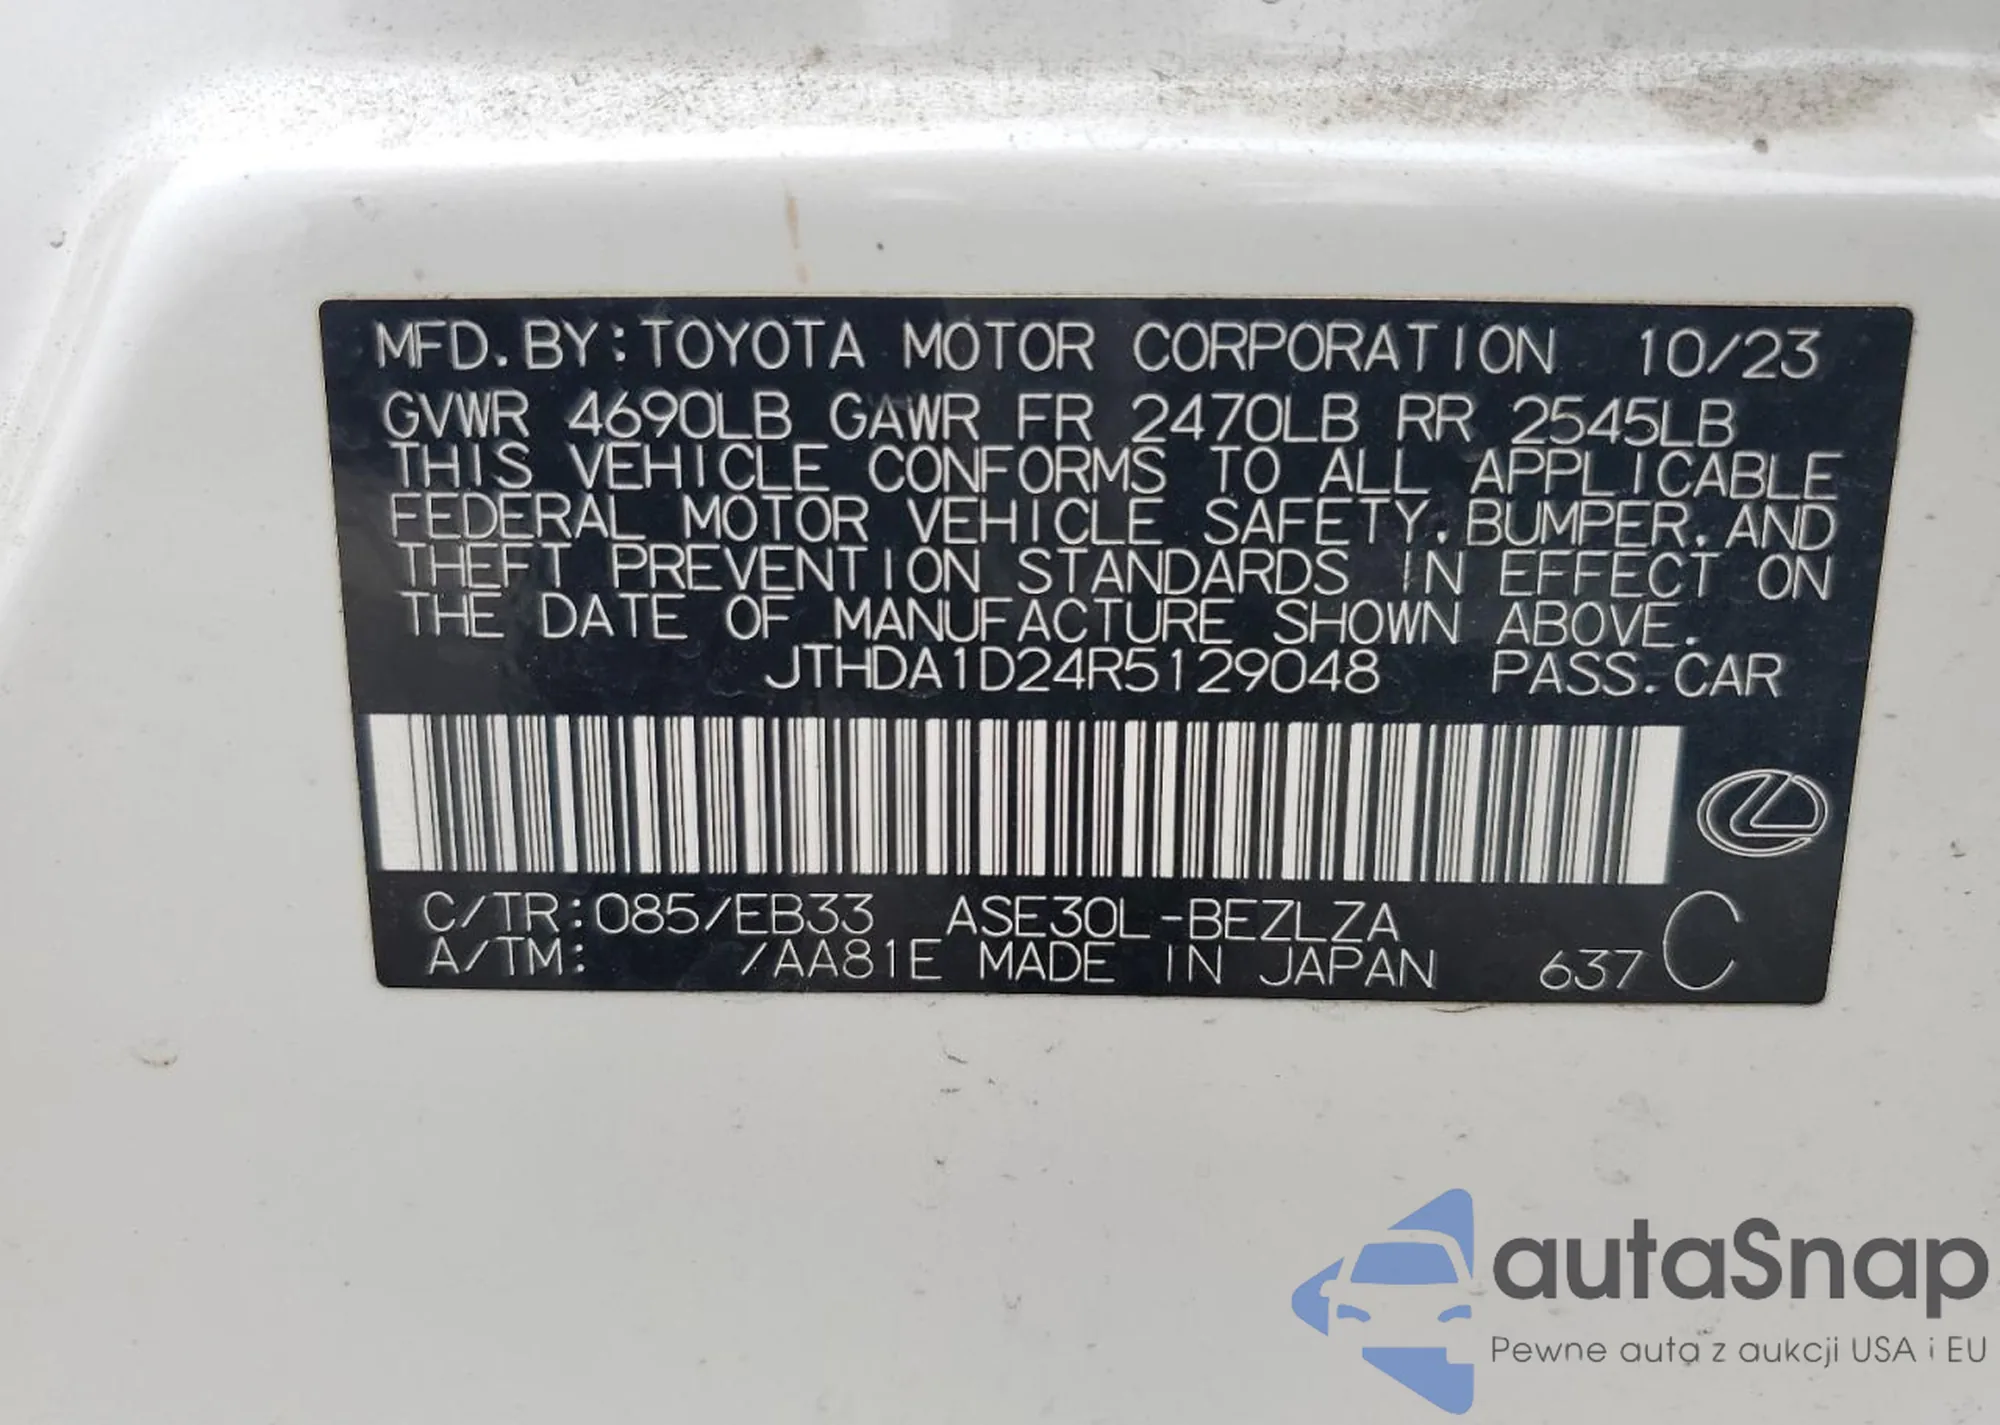 MFD.BY:TOYOTA MOTOR CORPORATION 10/23
GVWR 4690LB GAWR FR 2470LB RR 2545LB
THIS VEHICLE CONFORMS TO ALL APPLICABLE
FEDERAL MOTOR VEHICLE SAFETY.BUMPER.AND
THEFT PREVENTION STANDARDS IN EFFECT ON
THE DATE OF MANUFACTURE SHOWN ABOVE.
JTHDA1D24R5129048 PASS.CAR
C/TR:085/EB33 ASE30L-BEZLZA
A/TM: /AA81E MADE IN JAPAN 637 C
autaSnap
Pewne auta z aukcji USA i EU